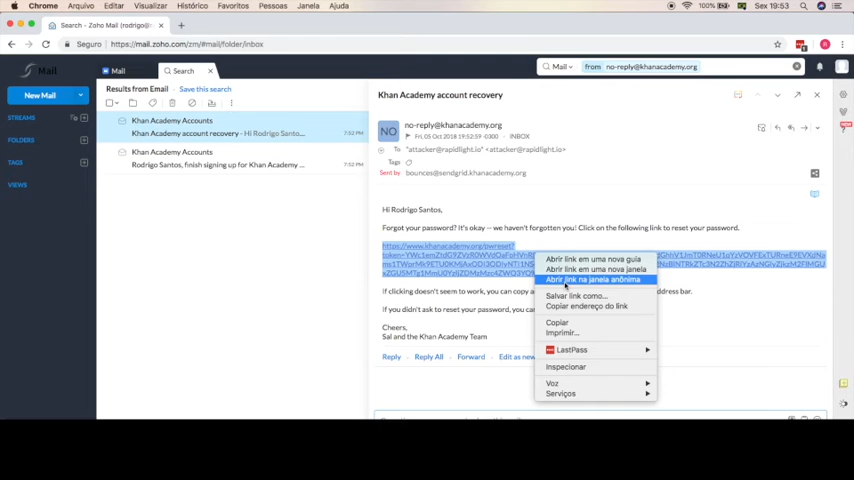 Chrome Arquivo Editar Visualizar Histórico Favoritos Pessoas Janela Ajuda
100% Sex 19:53
Search - Zoho Mail (rodrigo@
Seguro https://mail.zoho.com/zm/#mail/folder/inbox
Mail
Mail
Search
Mail
from no-reply@khanacademy.org
New Mail
Results from Email Save this search
STREAMS
FOLDERS
TAGS
VIEWS
Khan Academy Accounts
Khan Academy account recovery - Hi Rodrigo Santo...
7:53 PM
Khan Academy Accounts
Rodrigo Santos, finish signing up for Khan Academy ...
7:52 PM
Khan Academy account recovery
NO
no-reply@khanacademy.org
Fri, 05 Oct 2018 19:52:59 -0300 INBOX
To "attacker@rapidlight.io" <attacker@rapidlight.io>
Tags
Sent by bounces@sendgrid.khanacademy.org
NEW
Hi Rodrigo Santos,
Forgot your password? It's okay -- we haven't forgotten you! Click on the following link to reset your password.
https://www.khanacademy.org/pwreset?
If clicking doesn't seem to work, you can copy a
address bar.
If you didn't ask to reset your password, you can
Cheers,
Sal and the Khan Academy Team
Reply Reply All Forward Edit as new
Abrir link em uma nova guia
Abrir link em uma nova janela
Abrir link na janela anônima
Salvar link como...
Copiar endereço do link
Copiar
Imprimir...
LastPass
Inspecionar
Voz
Serviços